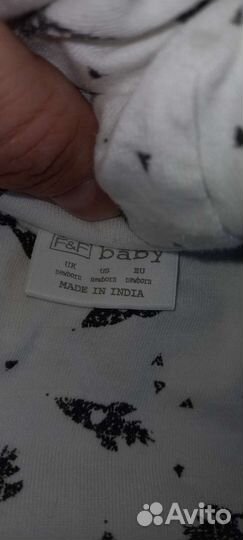 F&F baby
UK US EU
newborn newborn newborn
MADE IN INDIA
Avito